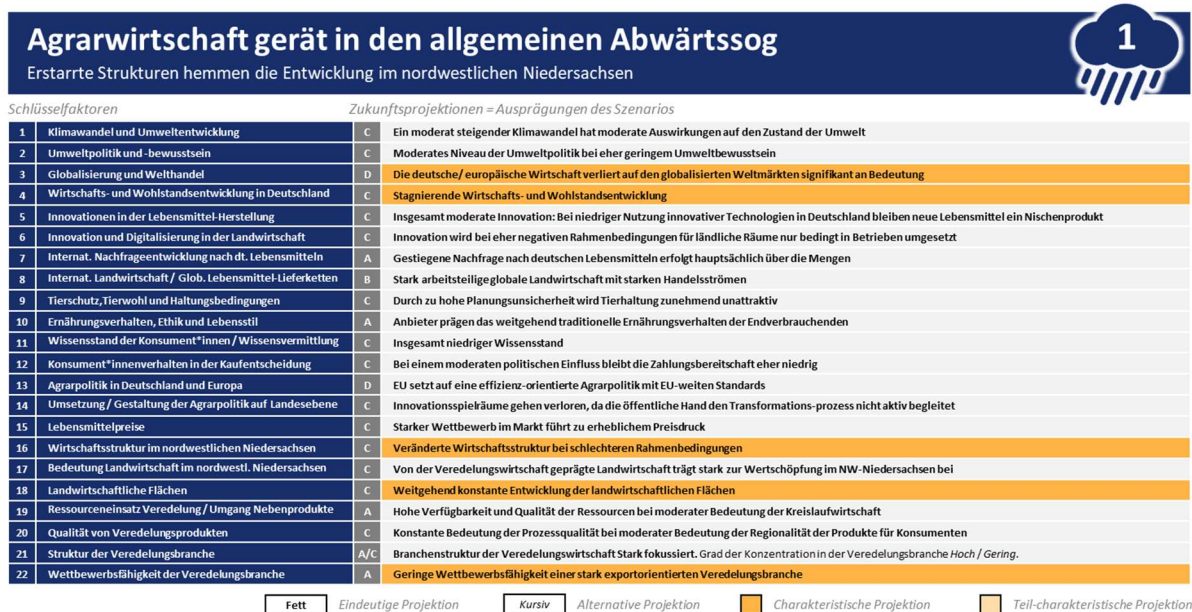 Agrarwirtschaft gerät in den allgemeinen Abwärtssog
1
Erstarrte Strukturen hemmen die Entwicklung im nordwestlichen Niedersachsen
Schlüsselfaktoren Zukunftsprojektionen = Ausprägungen des Szenarios
1 Klimawandel und Umweltentwicklung C Ein moderat steigender Klimawandel hat moderate Auswirkungen auf den Zustand der Umwelt
2 Umweltpolitik und -bewusstsein C Moderates Niveau der Umweltpolitik bei eher geringem Umweltbewusstsein
3 Globalisierung und Welthandel D Die deutsche/ europäische Wirtschaft verliert auf den globalisierten Weltmärkten signifikant an Bedeutung
4 Wirtschafts- und Wohlstandsentwicklung in Deutschland C Stagnierende Wirtschafts- und Wohlstandsentwicklung
5 Innovationen in der Lebensmittel-Herstellung C Insgesamt moderate Innovation: Bei niedriger Nutzung innovativer Technologien in Deutschland bleiben neue Lebensmittel ein Nischenprodukt
6 Innovation und Digitalisierung in der Landwirtschaft C Innovation wird bei eher negativen Rahmenbedingungen für ländliche Räume nur bedingt in Betrieben umgesetzt
7 Internat. Nachfrageentwicklung nach dt. Lebensmitteln A Gestiegene Nachfrage nach deutschen Lebensmitteln erfolgt hauptsächlich über die Mengen
8 Internat. Landwirtschaft / Glob. Lebensmittel-Lieferketten B Stark arbeitsteilige globale Landwirtschaft mit starken Handelsströmen
9 Tierschutz,Tierwohl und Haltungsbedingungen C Durch zu hohe Planungsunsicherheit wird Tierhaltung zunehmend unattraktiv
10 Ernährungsverhalten, Ethik und Lebensstil A Anbieter prägen das weitgehend traditionelle Ernährungsverhalten der Endverbrauchenden
11 Wissensstand der Konsument*innen / Wissensvermittlung C Insgesamt niedriger Wissensstand
12 Konsument*innenverhalten in der Kaufentscheidung C Bei einem moderaten politischen Einfluss bleibt die Zahlungsbereitschaft eher niedrig
13 Agrarpolitik in Deutschland und Europa D EU setzt auf eine effizienz-orientierte Agrarpolitik mit EU-weiten Standards
14 Umsetzung / Gestaltung der Agrarpolitik auf Landesebene C Innovationsspielräume gehen verloren, da die öffentliche Hand den Transformations-prozess nicht aktiv begleitet
15 Lebensmittelpreise C Starker Wettbewerb im Markt führt zu erheblichem Preisdruck
16 Wirtschaftsstruktur im nordwestlichen Niedersachsen C Veränderte Wirtschaftsstruktur bei schlechteren Rahmenbedingungen
17 Bedeutung Landwirtschaft im nordwestl. Niedersachsen C Von der Veredelungswirtschaft geprägte Landwirtschaft trägt stark zur Wertschöpfung im NW-Niedersachsen bei
18 Landwirtschaftliche Flächen C Weitgehend konstante Entwicklung der landwirtschaftlichen Flächen
19 Ressourceneinsatz Veredelung / Umgang Nebenprodukte A Hohe Verfügbarkeit und Qualität der Ressourcen bei moderater Bedeutung der Kreislaufwirtschaft
20 Qualität von Veredelungsprodukten C Konstante Bedeutung der Prozessqualität bei moderater Bedeutung der Regionalität der Produkte für Konsumenten
21 Struktur der Veredelungsbranche A/C Branchenstruktur der Veredelungswirtschaft Stark fokussiert. Grad der Konzentration in der Veredelungsbranche Hoch / Gering.
22 Wettbewerbsfähigkeit der Veredelungsbranche A Geringe Wettbewerbsfähigkeit einer stark exportorientierten Veredelungsbranche
Fett Eindeutige Projektion Kursiv Alternative Projektion Charakteristische Projektion Teil-charakteristische Projektion